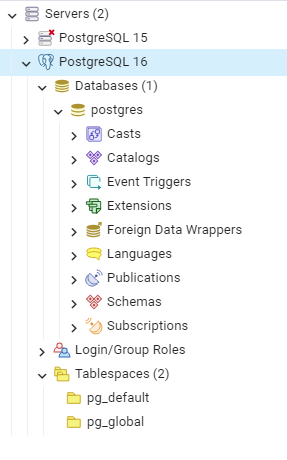 Servers (2)
PostgreSQL 15
PostgreSQL 16
Databases (1)
postgres
Casts
Catalogs
Event Triggers
Extensions
Foreign Data Wrappers
Languages
Publications
Schemas
Subscriptions
Login/Group Roles
Tablespaces (2)
pg_default
pg_global